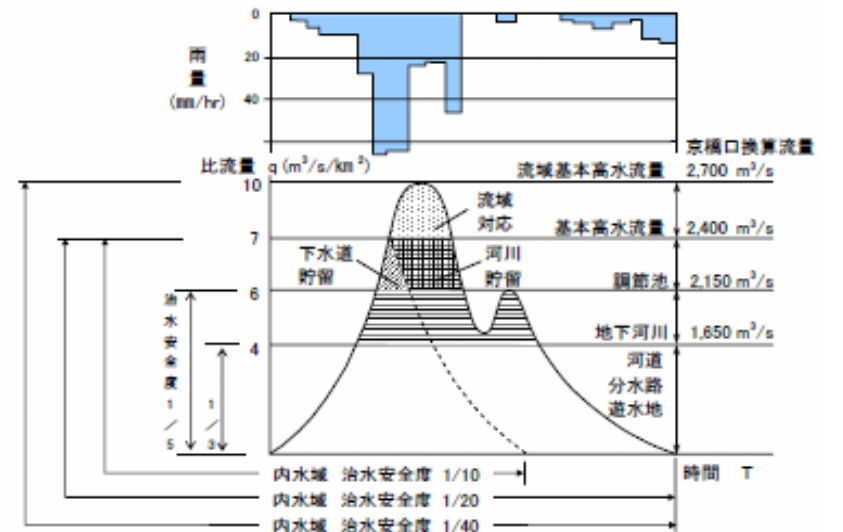 0
20
40
雨量
(mm/hr)
京橋口換算流量
比流量 q(m³/s/km²)
流域基本高水流量 2,700 m³/s
10
流域対応
基本高水流量 2,400 m³/s
7
下水道貯留
河川貯留
調節池 2,150 m³/s
6
地下河川 1,650 m³/s
4
治水安全度1/5
1/3
河道
分水路
遊水地
時間 T
内水域 治水安全度 1/10
内水域 治水安全度 1/20
内水域 治水安全度 1/40